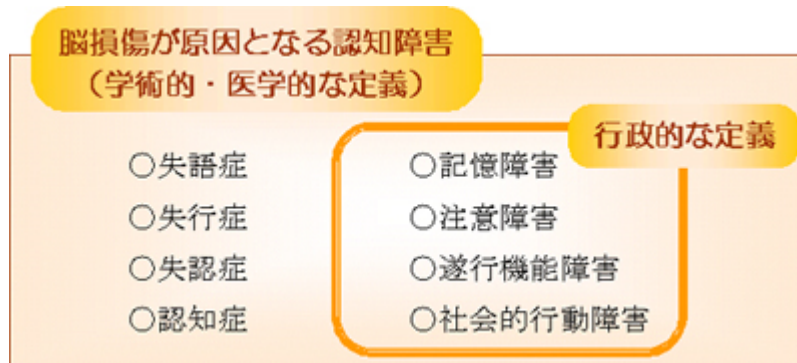 脳損傷が原因となる認知障害
（学術的・医学的な定義）
行政的な定義
○失語症
○失行症
○失認症
○認知症
○記憶障害
○注意障害
○遂行機能障害
○社会的行動障害